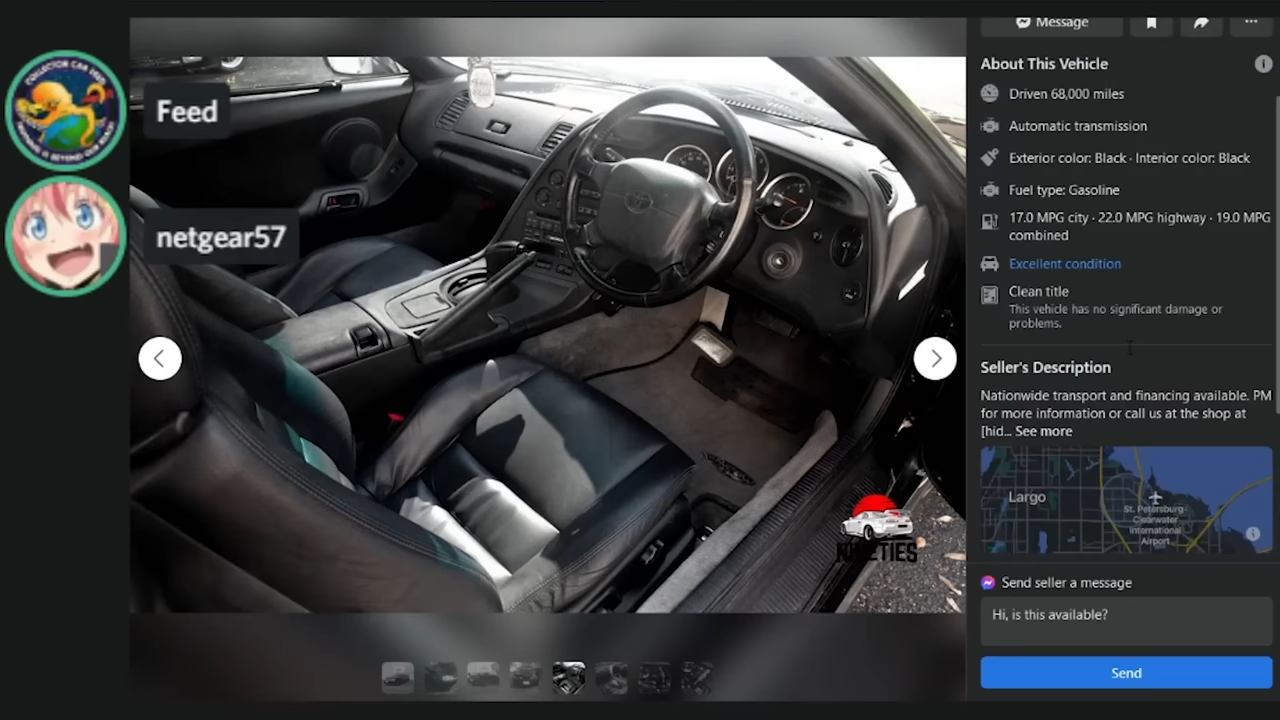 Message
COLLECTOR CAR FEED
Feed
netgear57
About This Vehicle
Driven 68,000 miles
Automatic transmission
Exterior color: Black · Interior color: Black
Fuel type: Gasoline
17.0 MPG city · 22.0 MPG highway · 19.0 MPG
combined
Excellent condition
Clean title
This vehicle has no significant damage or
problems.
Seller's Description
Nationwide transport and financing available. PM
for more information or call us at the shop at
[hid... See more
Largo
St. Petersburg-
Clearwater
International
Airport
NINETIES
Send seller a message
Hi, is this available?
Send